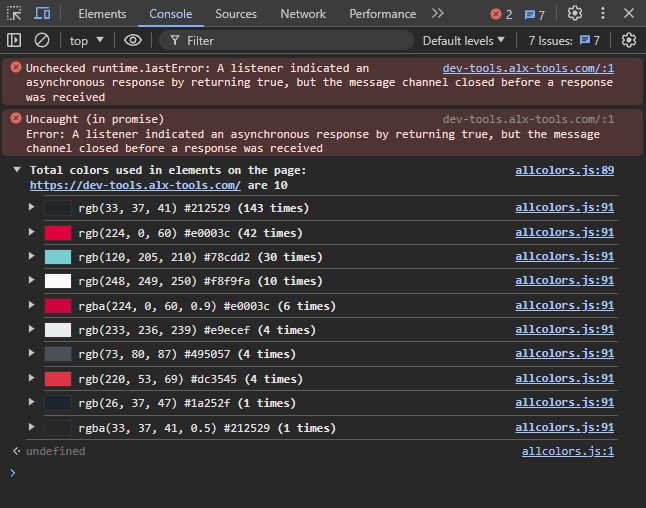 Elements Console Sources Network Performance 2 7
top Filter Default levels 7 Issues: 7
Unchecked runtime.lastError: A listener indicated an dev-tools.alx-tools.com/:1
asynchronous response by returning true, but the message channel closed before a response
was received
Uncaught (in promise) dev-tools.alx-tools.com/:1
Error: A listener indicated an asynchronous response by returning true, but the message
channel closed before a response was received
Total colors used in elements on the page: allcolors.js:89
https://dev-tools.alx-tools.com/ are 10
rgb(33, 37, 41) #212529 (143 times) allcolors.js:91
rgb(224, 0, 60) #e0003c (42 times) allcolors.js:91
rgb(120, 205, 210) #78cdd2 (30 times) allcolors.js:91
rgb(248, 249, 250) #f8f9fa (10 times) allcolors.js:91
rgba(224, 0, 60, 0.9) #e0003c (6 times) allcolors.js:91
rgb(233, 236, 239) #e9ecef (4 times) allcolors.js:91
rgb(73, 80, 87) #495057 (4 times) allcolors.js:91
rgb(220, 53, 69) #dc3545 (4 times) allcolors.js:91
rgb(26, 37, 47) #1a252f (1 times) allcolors.js:91
rgba(33, 37, 41, 0.5) #212529 (1 times) allcolors.js:91
undefined allcolors.js:1